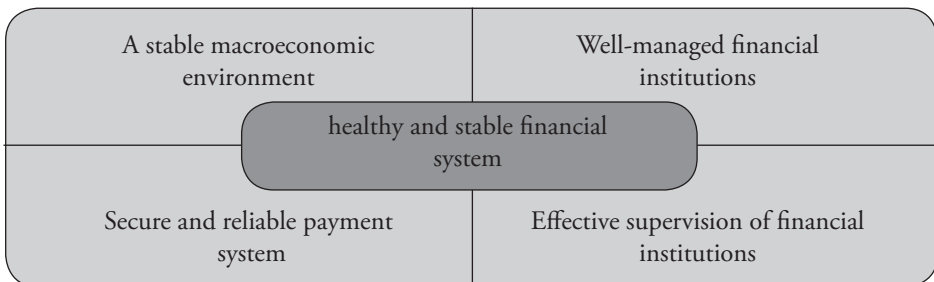 A stable macroeconomic
environment
Well-managed financial
institutions
healthy and stable financial
system
Secure and reliable payment
system
Effective supervision of financial
institutions